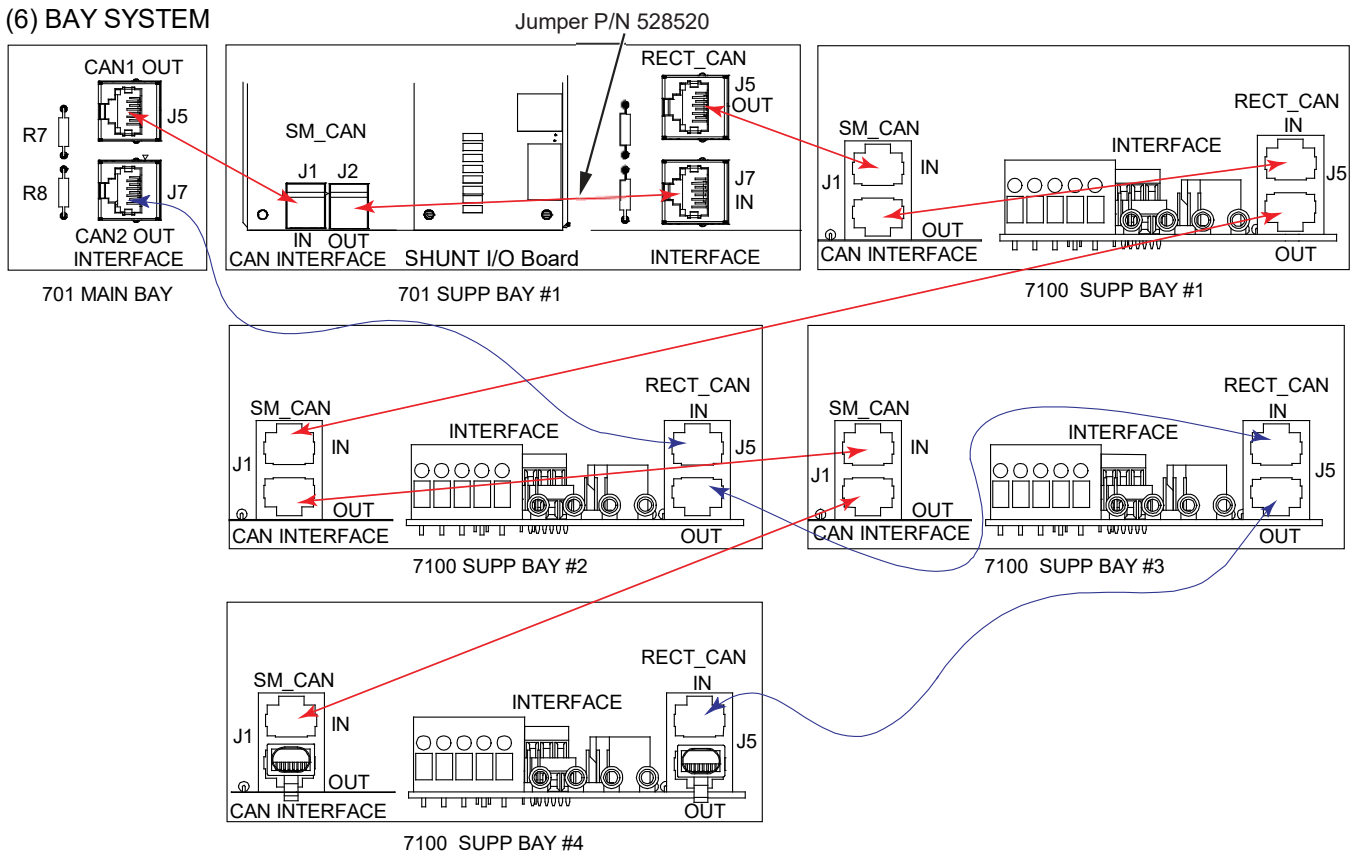 (6) BAY SYSTEM
Jumper P/N 528520
CAN1 OUT
J5
R7
R8
J7
CAN2 OUT
INTERFACE
701 MAIN BAY
SM_CAN
J1 J2
IN OUT
CAN INTERFACE
SHUNT I/O Board
RECT_CAN
J5
OUT
J7
IN
INTERFACE
701 SUPP BAY #1
SM_CAN
J1
IN
OUT
CAN INTERFACE
INTERFACE
RECT_CAN
IN
J5
OUT
7100 SUPP BAY #1
SM_CAN
J1
IN
OUT
CAN INTERFACE
INTERFACE
RECT_CAN
IN
J5
OUT
7100 SUPP BAY #2
SM_CAN
J1
IN
OUT
CAN INTERFACE
INTERFACE
RECT_CAN
IN
J5
OUT
7100 SUPP BAY #3
SM_CAN
J1
IN
OUT
CAN INTERFACE
INTERFACE
RECT_CAN
IN
J5
OUT
7100 SUPP BAY #4